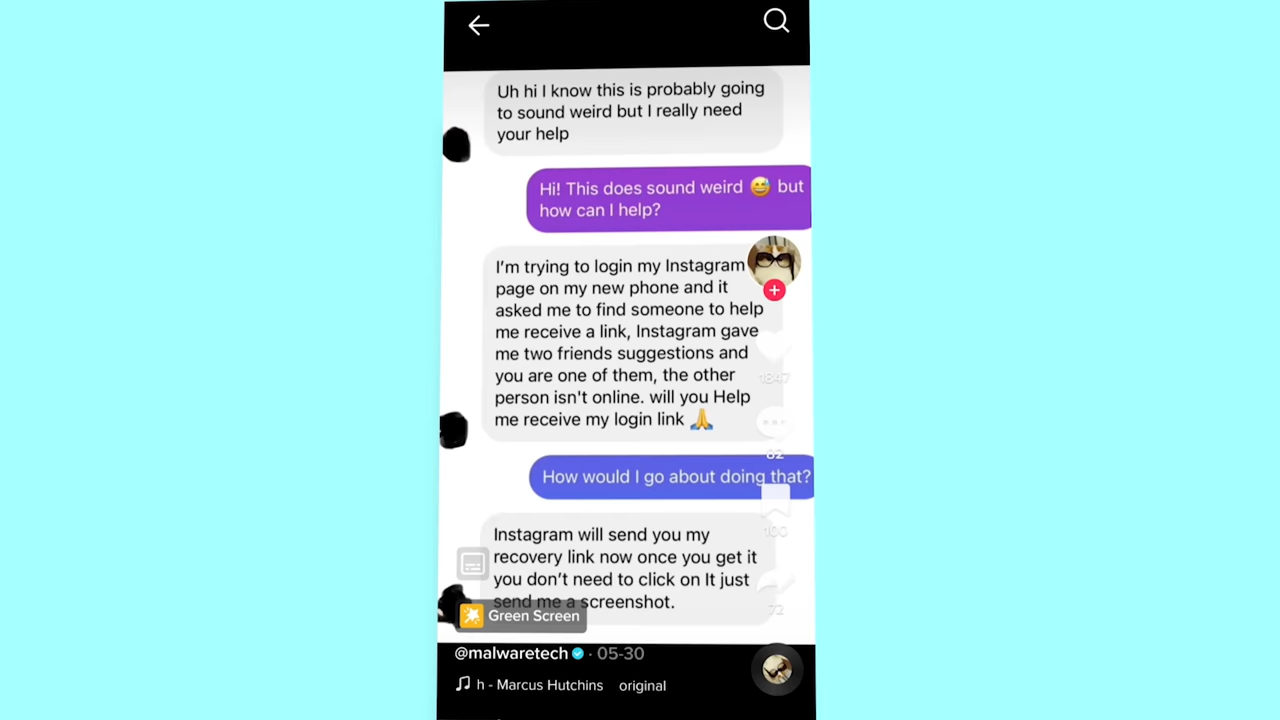 Uh hi I know this is probably going
to sound weird but I really need
your help
Hi! This does sound weird 😅 but
how can I help?
I'm trying to login my Instagram
page on my new phone and it
asked me to find someone to help
me receive a link, Instagram gave
me two friends suggestions and
you are one of them, the other
person isn't online. will you Help
me receive my login link 🙏
1847
82
How would I go about doing that?
100
Instagram will send you my
recovery link now once you get it
you don't need to click on It just
send me a screenshot.
72
Green Screen
@malwaretech · 05-30
h - Marcus Hutchins original